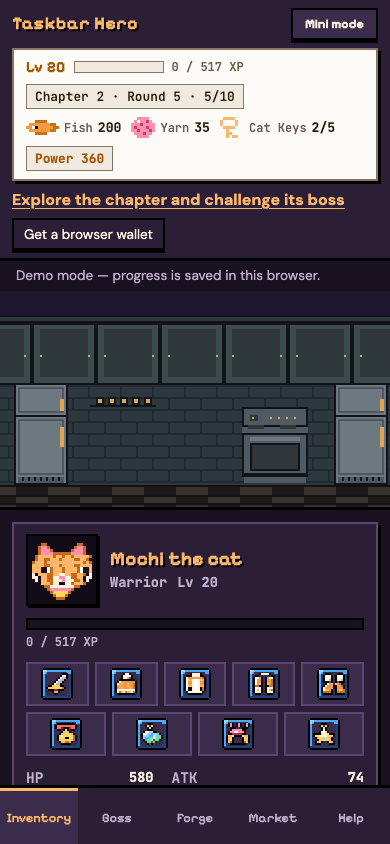 Taskbar Hero
Mini mode
Lv 20
0 / 517 XP
Chapter 2 · Round 5 · 5/10
Fish 200
Yarn 35
Cat Keys 2/5
Power 360
Explore the chapter and challenge its boss
Get a browser wallet
Demo mode — progress is saved in this browser.
Mochi the cat
Warrior Lv 20
0 / 517 XP
HP 580 ATK 74
Inventory
Boss
Forge
Market
Help